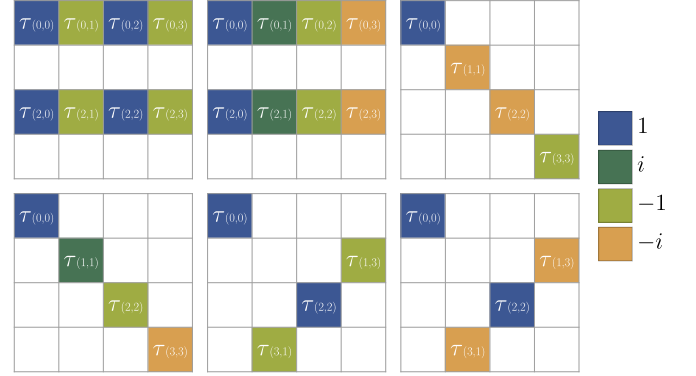 τ(0,0) τ(0,1) τ(0,2) τ(0,3) τ(0,0) τ(0,1) τ(0,2) τ(0,3) τ(0,0)
τ(1,1)
τ(2,0) τ(2,1) τ(2,2) τ(2,3) τ(2,0) τ(2,1) τ(2,2) τ(2,3) τ(2,2)
τ(3,3)
τ(0,0) τ(0,0) τ(0,0)
τ(1,1) τ(1,3) τ(1,3)
τ(2,2) τ(2,2) τ(2,2)
τ(3,3) τ(3,1) τ(3,1)
1
i
−1
−i